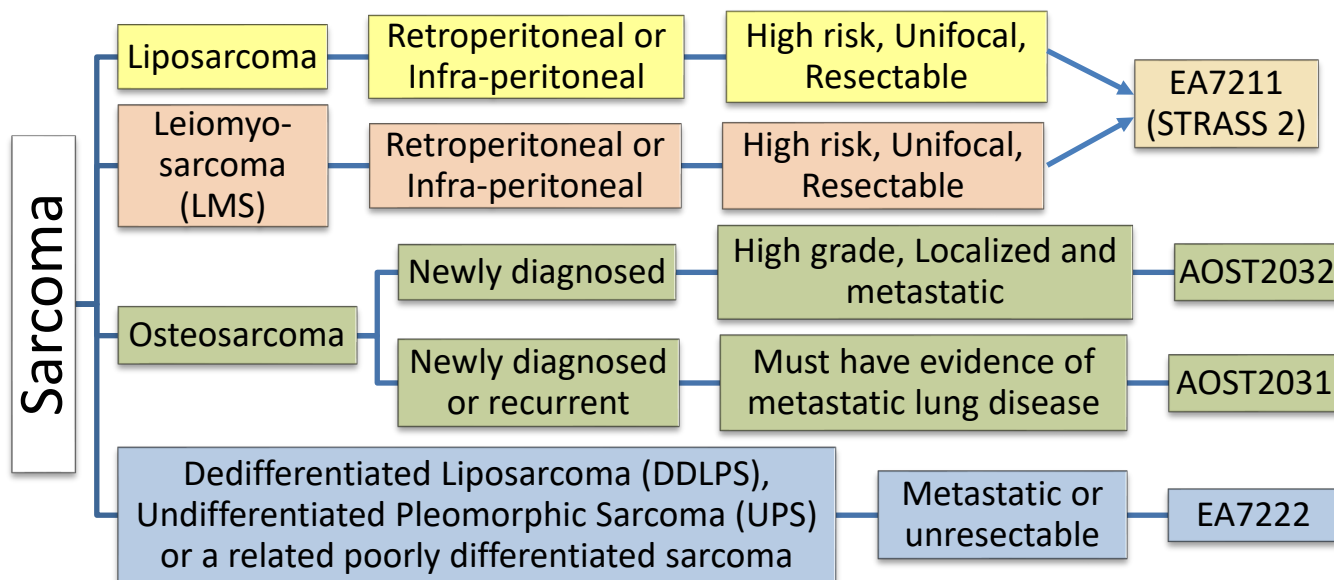 Sarcoma
Liposarcoma
Retroperitoneal or
Infra-peritoneal
High risk, Unifocal,
Resectable
EA7211
(STRASS 2)
Leiomyo-
sarcoma
(LMS)
Retroperitoneal or
Infra-peritoneal
High risk, Unifocal,
Resectable
Osteosarcoma
Newly diagnosed
High grade, Localized and
metastatic
AOST2032
Newly diagnosed
or recurrent
Must have evidence of
metastatic lung disease
AOST2031
Dedifferentiated Liposarcoma (DDLPS),
Undifferentiated Pleomorphic Sarcoma (UPS)
or a related poorly differentiated sarcoma
Metastatic or
unresectable
EA7222